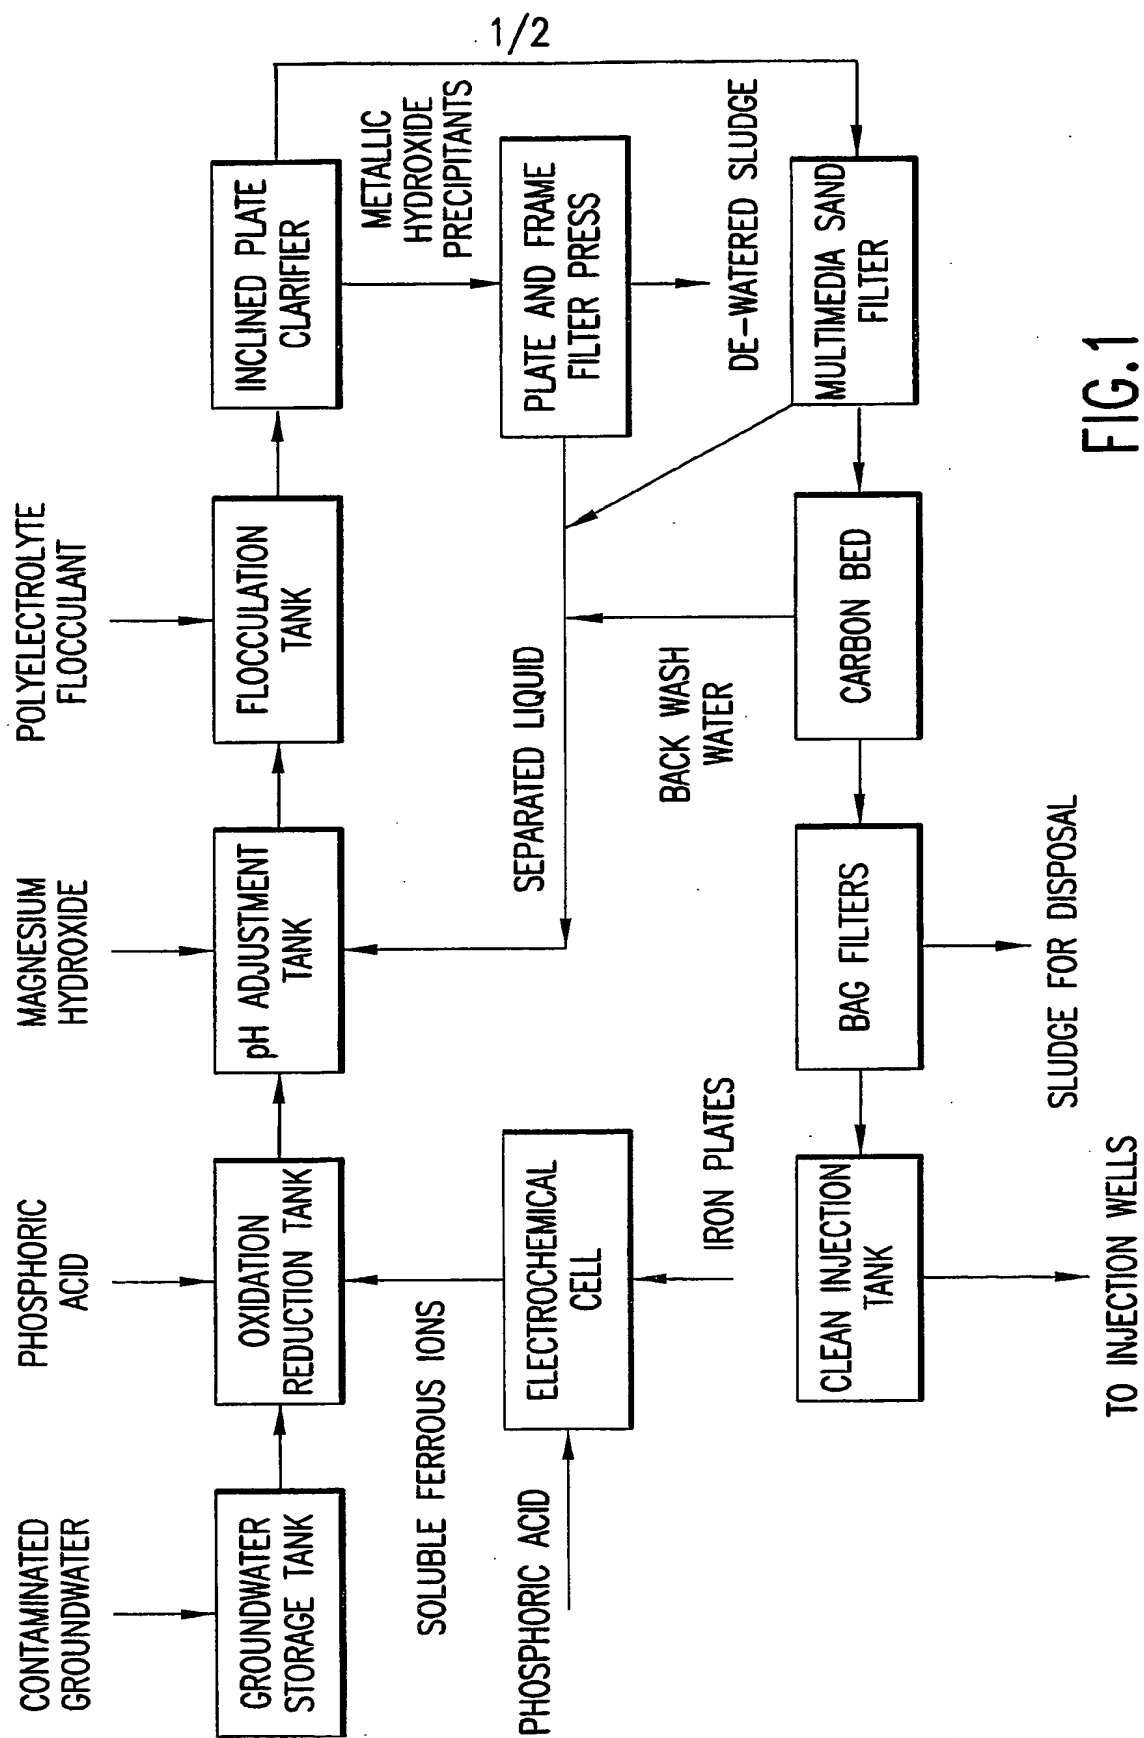 1/2
CONTAMINATED
GROUNDWATER
PHOSPHORIC
ACID
MAGNESIUM
HYDROXIDE
POLYELECTROLYTE
FLOCCULANT
GROUNDWATER
STORAGE TANK
OXIDATION
REDUCTION TANK
pH ADJUSTMENT
TANK
FLOCCULATION
TANK
INCLINED PLATE
CLARIFIER
SOLUBLE FERROUS IONS
METALLIC
HYDROXIDE
PRECIPITANTS
PHOSPHORIC ACID
ELECTROCHEMICAL
CELL
SEPARATED LIQUID
PLATE AND FRAME
FILTER PRESS
IRON PLATES
BACK WASH
WATER
DE-WATERED SLUDGE
CLEAN INJECTION
TANK
BAG FILTERS
CARBON BED
MULTIMEDIA SAND
FILTER
TO INJECTION WELLS
SLUDGE FOR DISPOSAL
FIG.1